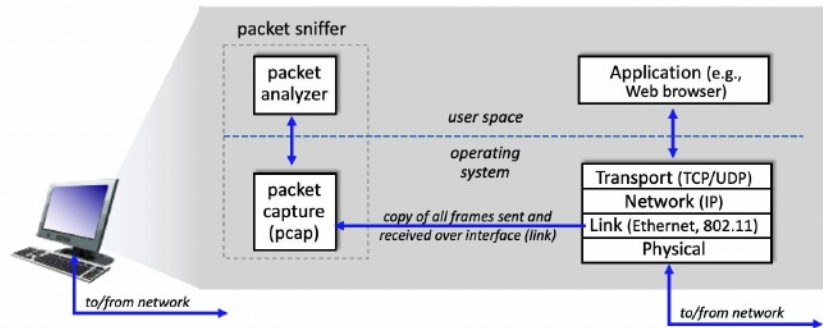 packet sniffer
packet
analyzer
Application (e.g.,
Web browser)
user space
operating
system
packet
capture
(pcap)
copy of all frames sent and
received over interface (link)
Transport (TCP/UDP)
Network (IP)
Link (Ethernet, 802.11)
Physical
to/from network
to/from network